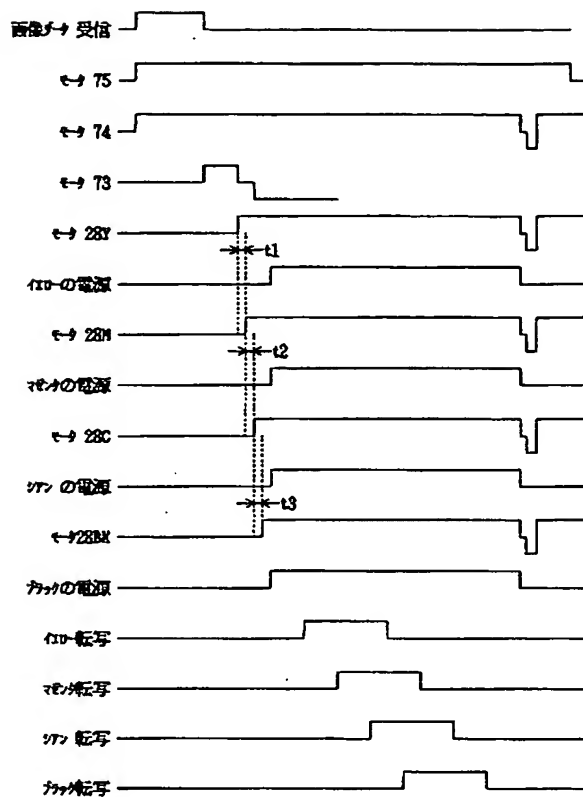 画像ﾃﾞｰﾀ 受信
ﾓｰﾀ 75
ﾓｰﾀ 74
ﾓｰﾀ 73
ﾓｰﾀ 28Y
t1
ｲｴﾛｰの電源
ﾓｰﾀ 28M
t2
ﾏｾﾞﾝﾀの電源
ﾓｰﾀ 28C
ｼｱﾝ の電源
t3
ﾓｰﾀ28BK
ﾌﾞﾗｯｸの電源
ｲｴﾛｰ転写
ﾏｾﾞﾝﾀ転写
ｼｱﾝ 転写
ﾌﾞﾗｯｸ転写